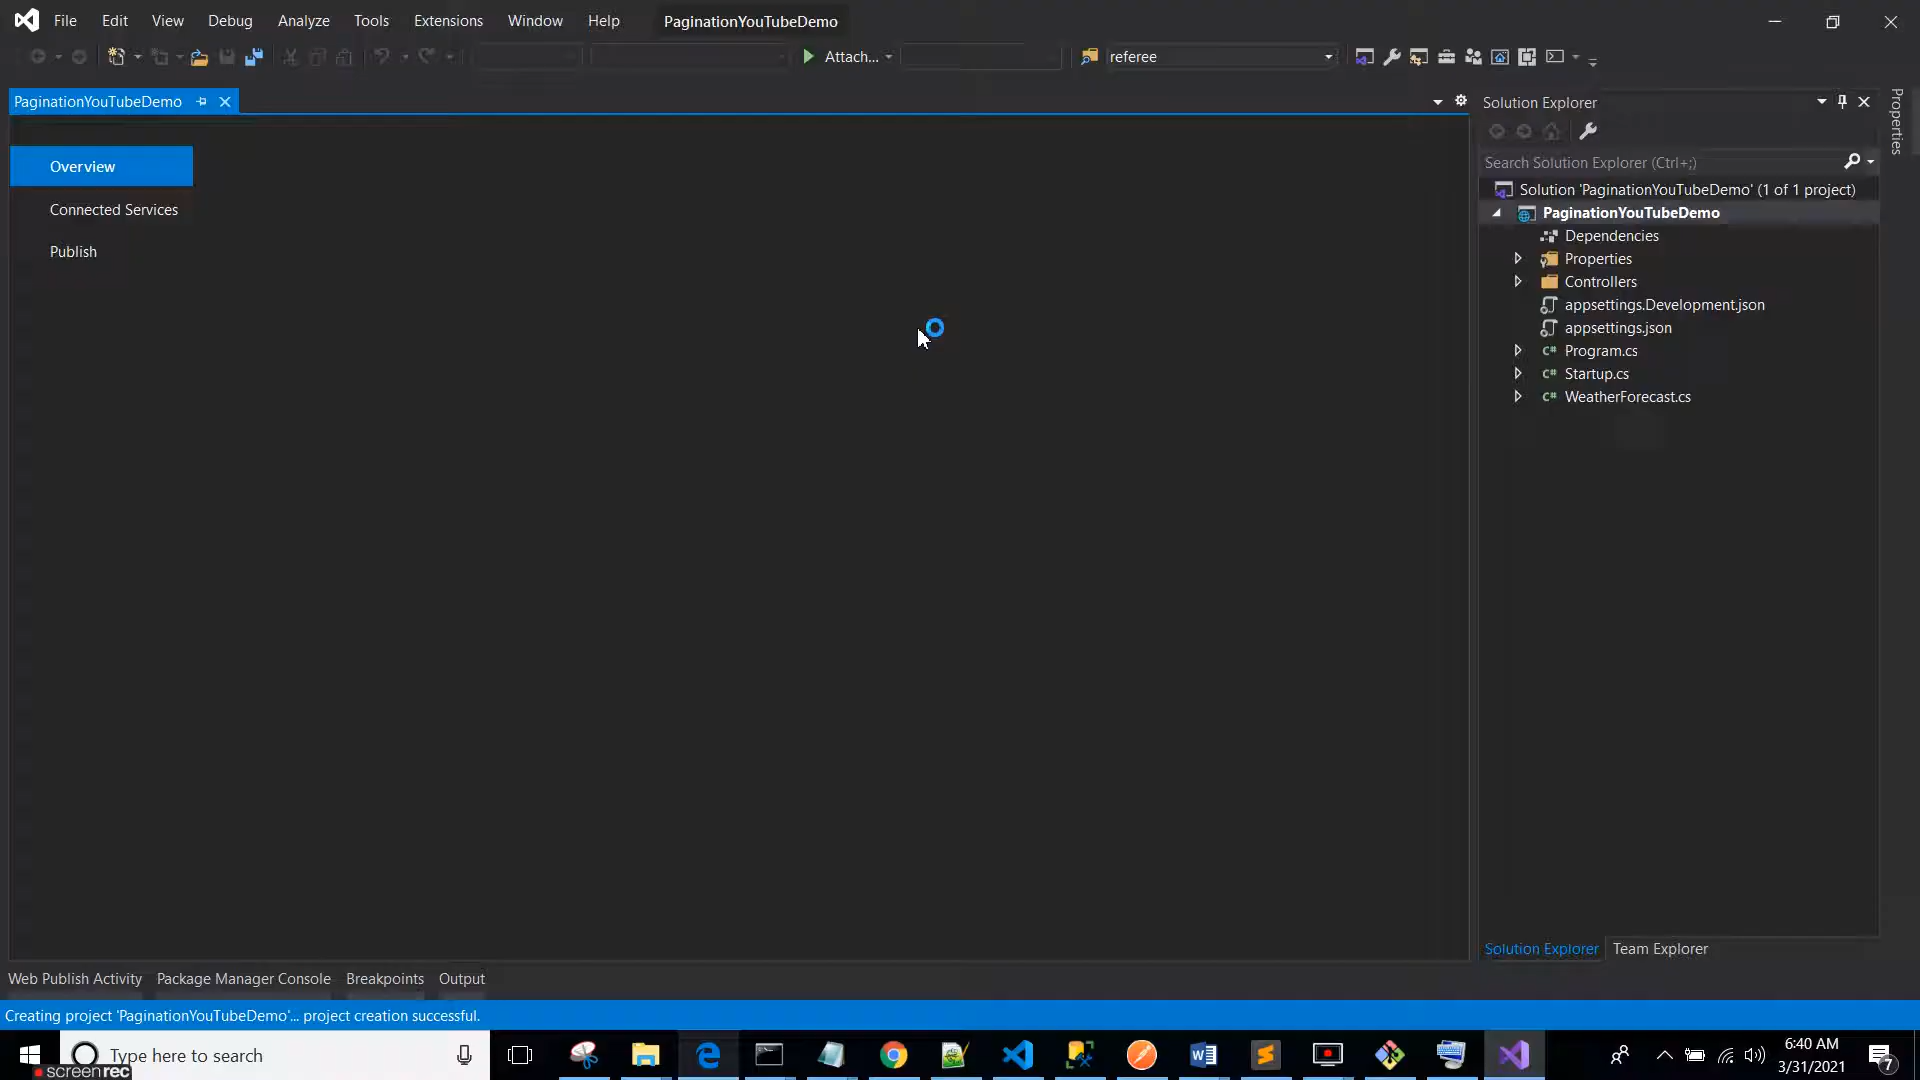 File Edit View Debug Analyze Tools Extensions Window Help PaginationYouTubeDemo
Attach... referee
PaginationYouTubeDemo
Overview
Connected Services
Publish
Solution Explorer
Search Solution Explorer (Ctrl+;)
Solution 'PaginationYouTubeDemo' (1 of 1 project)
PaginationYouTubeDemo
Dependencies
Properties
Controllers
appsettings.Development.json
appsettings.json
C# Program.cs
C# Startup.cs
C# WeatherForecast.cs
Solution Explorer Team Explorer
Properties
Web Publish Activity Package Manager Console Breakpoints Output
Creating project 'PaginationYouTubeDemo'... project creation successful.
Type here to search
screenrec
6:40 AM
3/31/2021
7